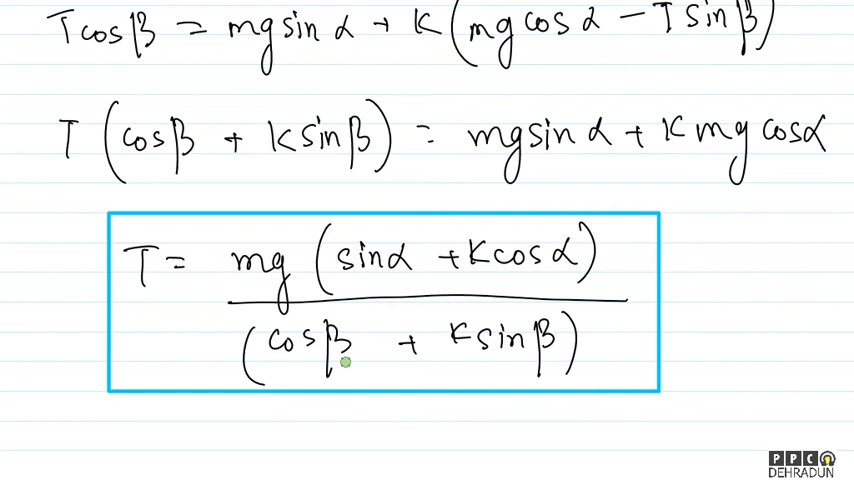 T cos β = mg sin α + K (mg cos α − T sin β)
T (cos β + K sin β) = mg sin α + K mg cos α
T = mg (sin α + K cos α)
(cos β + K sin β)
PPC
DEHRADUN